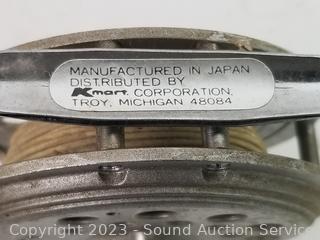 MANUFACTURED IN JAPAN
DISTRIBUTED BY
Kmart CORPORATION
TROY, MICHIGAN 48084
Copyright 2023 - Sound Auction Service